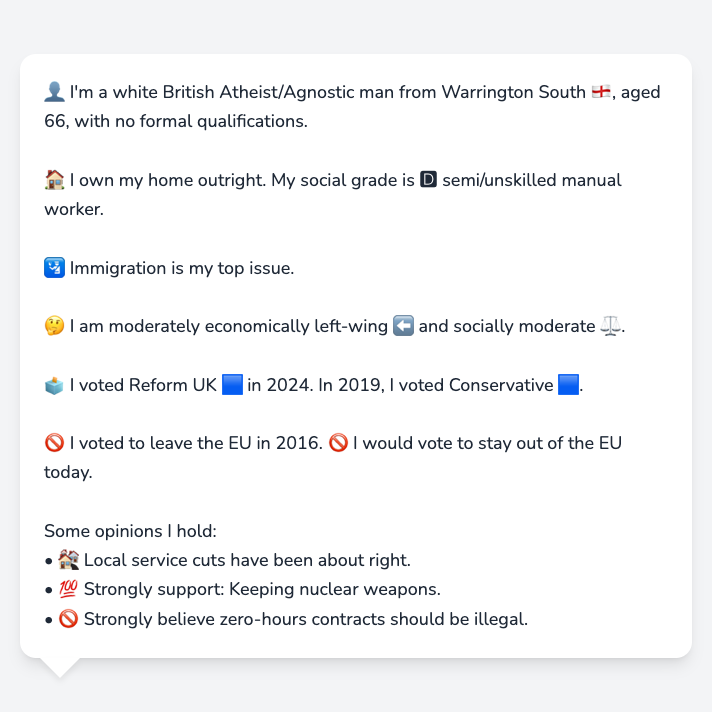 👤 I'm a white British Atheist/Agnostic man from Warrington South 🏴󠁧󠁢󠁥󠁮󠁧󠁿, aged
66, with no formal qualifications.
🏠 I own my home outright. My social grade is 🅳 semi/unskilled manual
worker.
🛂 Immigration is my top issue.
🤔 I am moderately economically left-wing ⬅️ and socially moderate ⚖️.
🗳️ I voted Reform UK 🟦 in 2024. In 2019, I voted Conservative 🟦.
🚫 I voted to leave the EU in 2016. 🚫 I would vote to stay out of the EU
today.
Some opinions I hold:
• 🏘️ Local service cuts have been about right.
• 💯 Strongly support: Keeping nuclear weapons.
• 🚫 Strongly believe zero-hours contracts should be illegal.